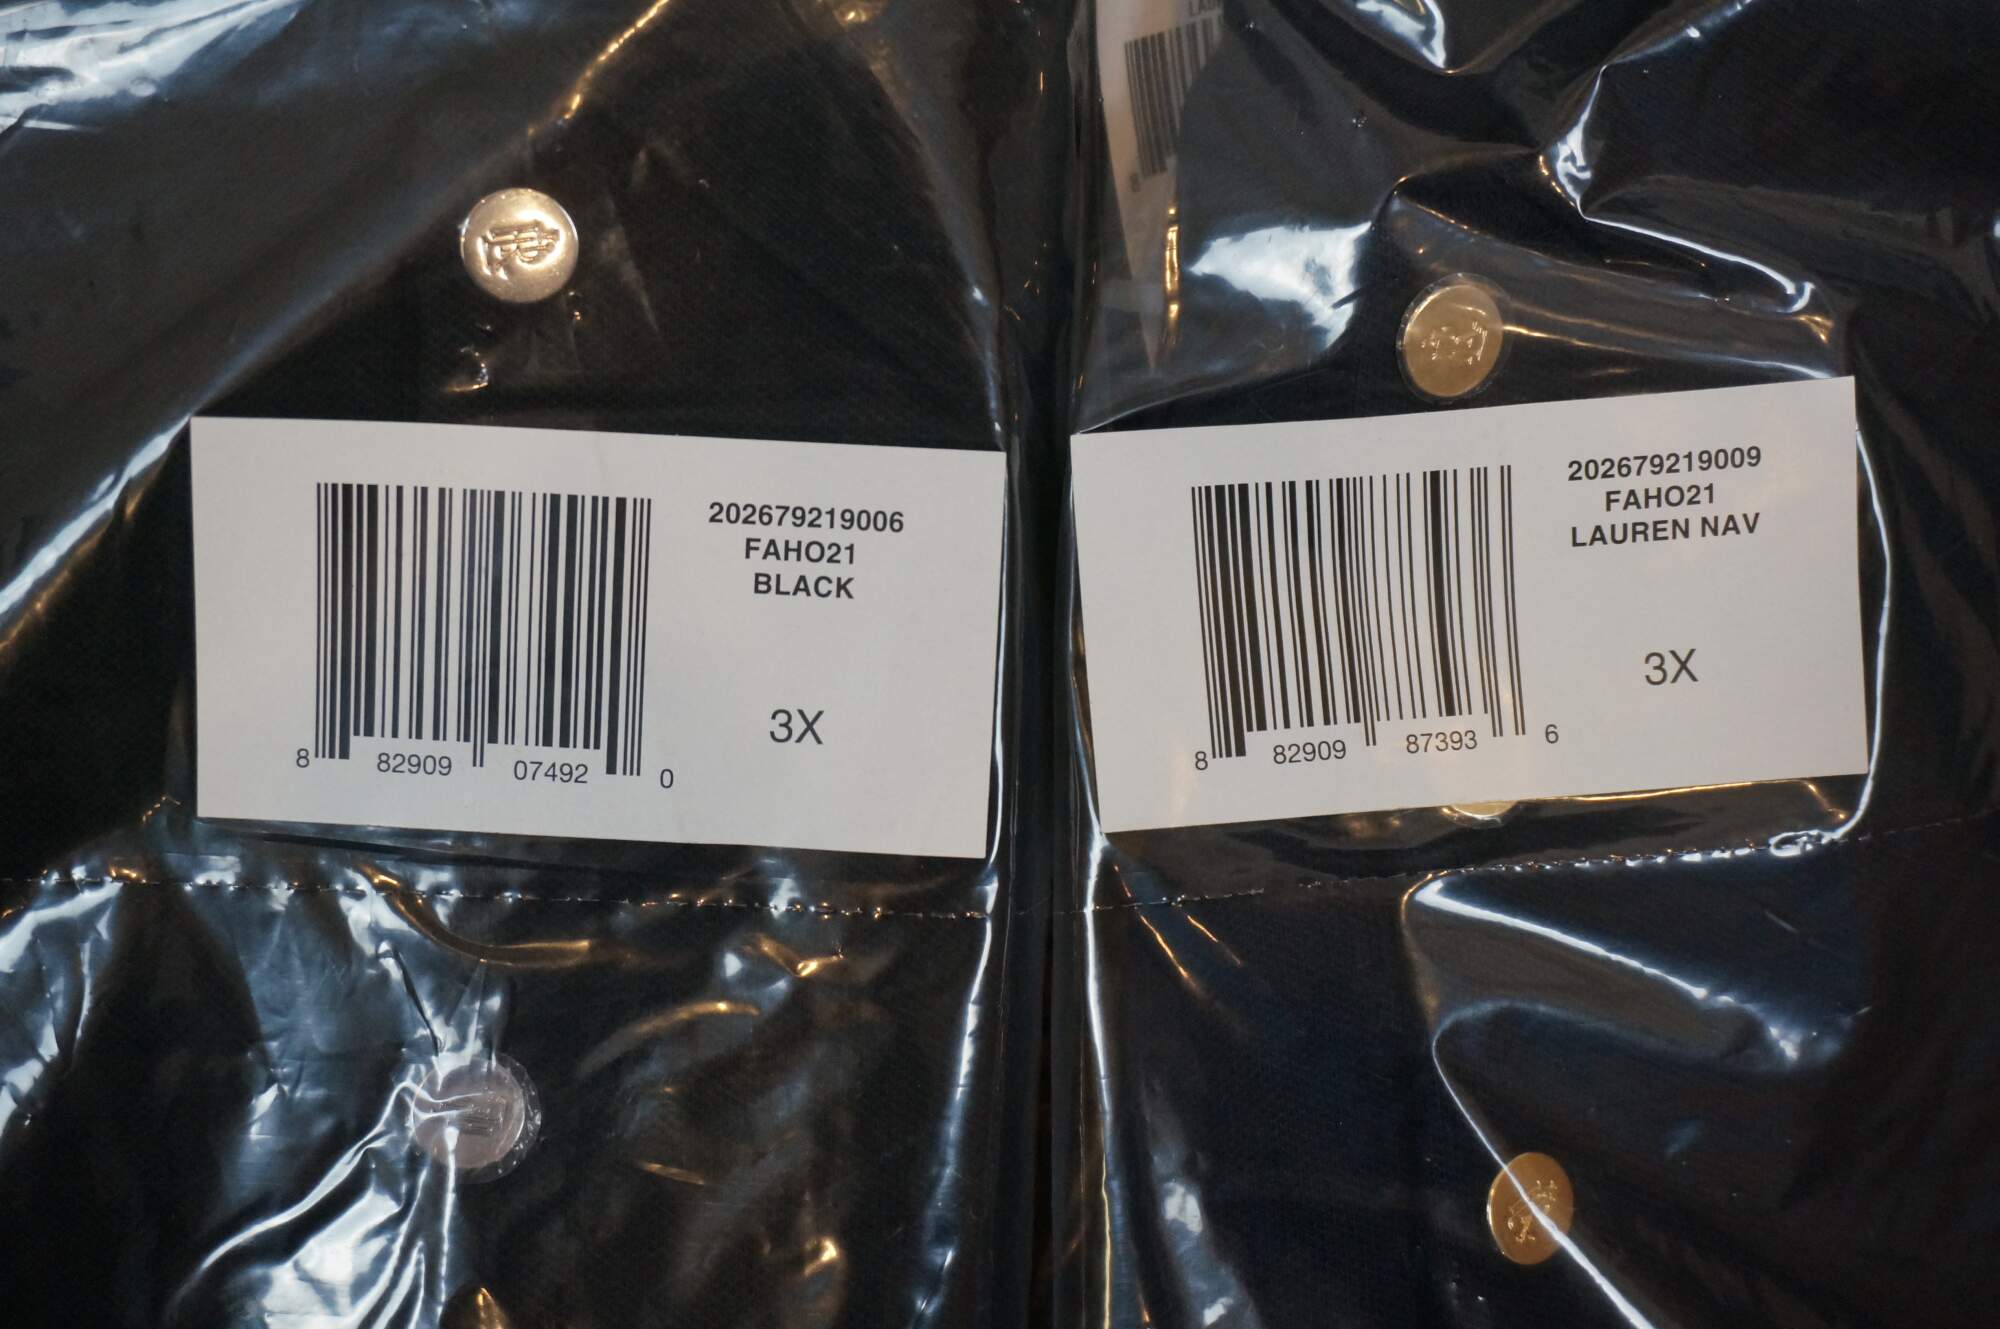 202679219006
FAHO21
BLACK
3X
8 82909 07492 0
202679219009
FAHO21
LAUREN NAV
3X
8 82909 87393 6